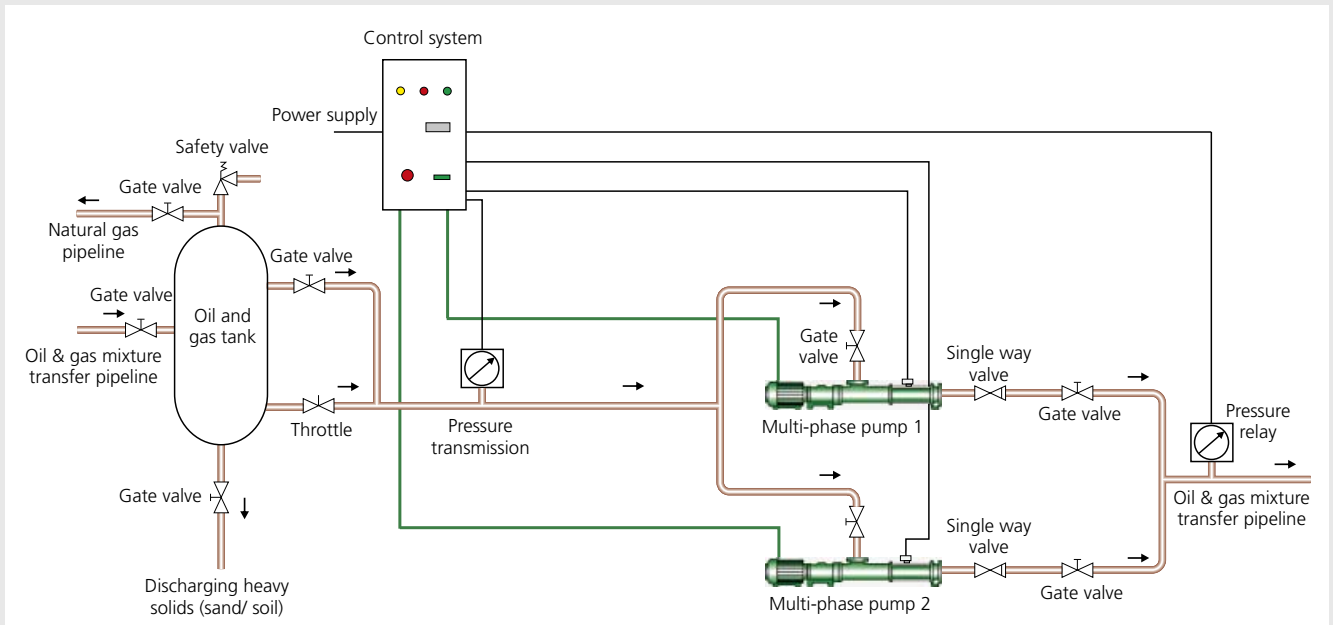 Control system
Power supply
Safety valve
Gate valve
Natural gas
pipeline
Gate valve
Gate valve
Oil and
gas tank
Oil & gas mixture
transfer pipeline
Throttle
Pressure
transmission
Gate valve
Discharging heavy
solids (sand/ soil)
Gate
valve
Multi-phase pump 1
Single way
valve
Gate valve
Pressure
relay
Oil & gas mixture
transfer pipeline
Single way
valve
Multi-phase pump 2
Gate valve